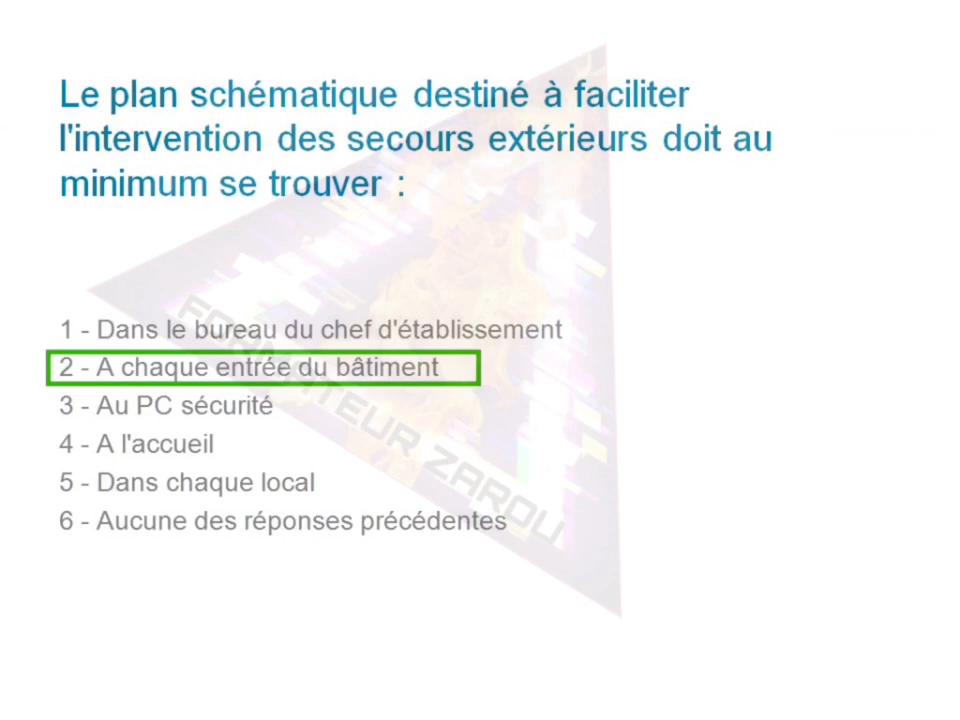 Le plan schématique destiné à faciliter
l'intervention des secours extérieurs doit au
minimum se trouver :
1 - Dans le bureau du chef d'établissement
2 - A chaque entrée du bâtiment
3 - Au PC sécurité
4 - A l'accueil
5 - Dans chaque local
6 - Aucune des réponses précédentes
FORMATEUR ZAROU